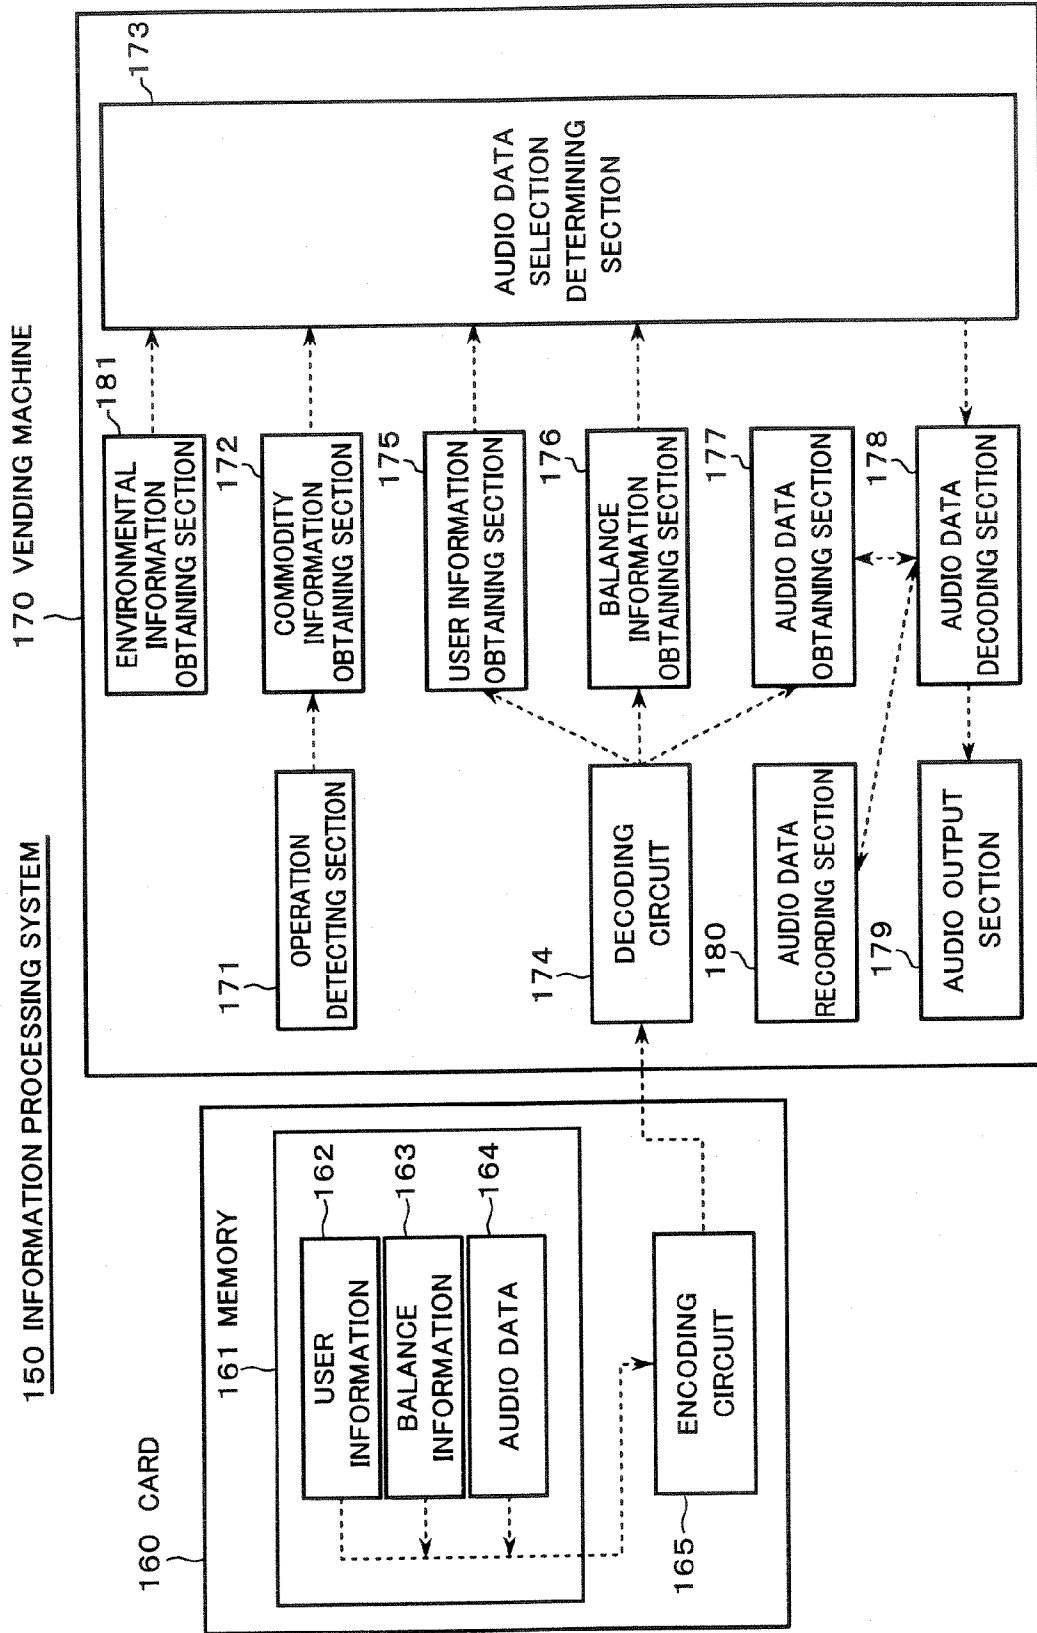 150 INFORMATION PROCESSING SYSTEM
160 CARD
161 MEMORY
USER
INFORMATION
162
BALANCE
INFORMATION
163
AUDIO DATA
164
ENCODING
CIRCUIT
165
170 VENDING MACHINE
OPERATION
DETECTING SECTION
171
DECODING
CIRCUIT
174
AUDIO DATA
RECORDING SECTION
180
AUDIO OUTPUT
SECTION
179
ENVIRONMENTAL
INFORMATION
OBTAINING SECTION
181
COMMODITY
INFORMATION
OBTAINING SECTION
172
USER INFORMATION
OBTAINING SECTION
175
BALANCE
INFORMATION
OBTAINING SECTION
176
AUDIO DATA
OBTAINING SECTION
177
AUDIO DATA
DECODING SECTION
178
AUDIO DATA
SELECTION
DETERMINING
SECTION
173